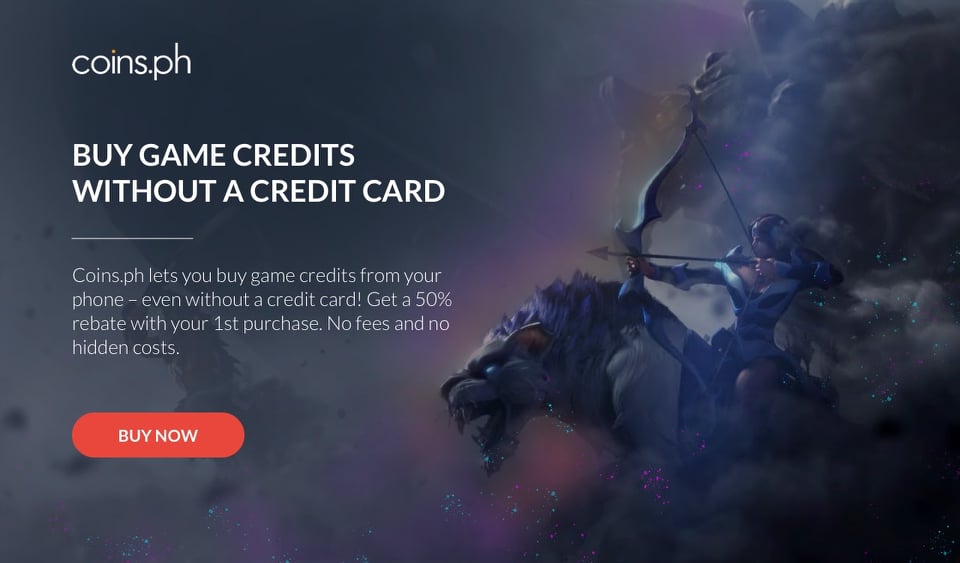 coins.ph
BUY GAME CREDITS
WITHOUT A CREDIT CARD
Coins.ph lets you buy game credits from your
phone – even without a credit card! Get a 50%
rebate with your 1st purchase. No fees and no
hidden costs.
BUY NOW